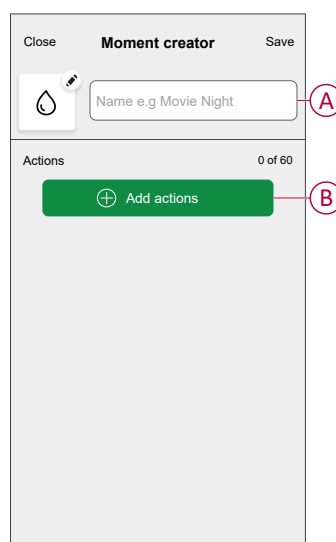 Close Moment creator Save
Name e.g Movie Night
A
Actions 0 of 60
Add actions
B